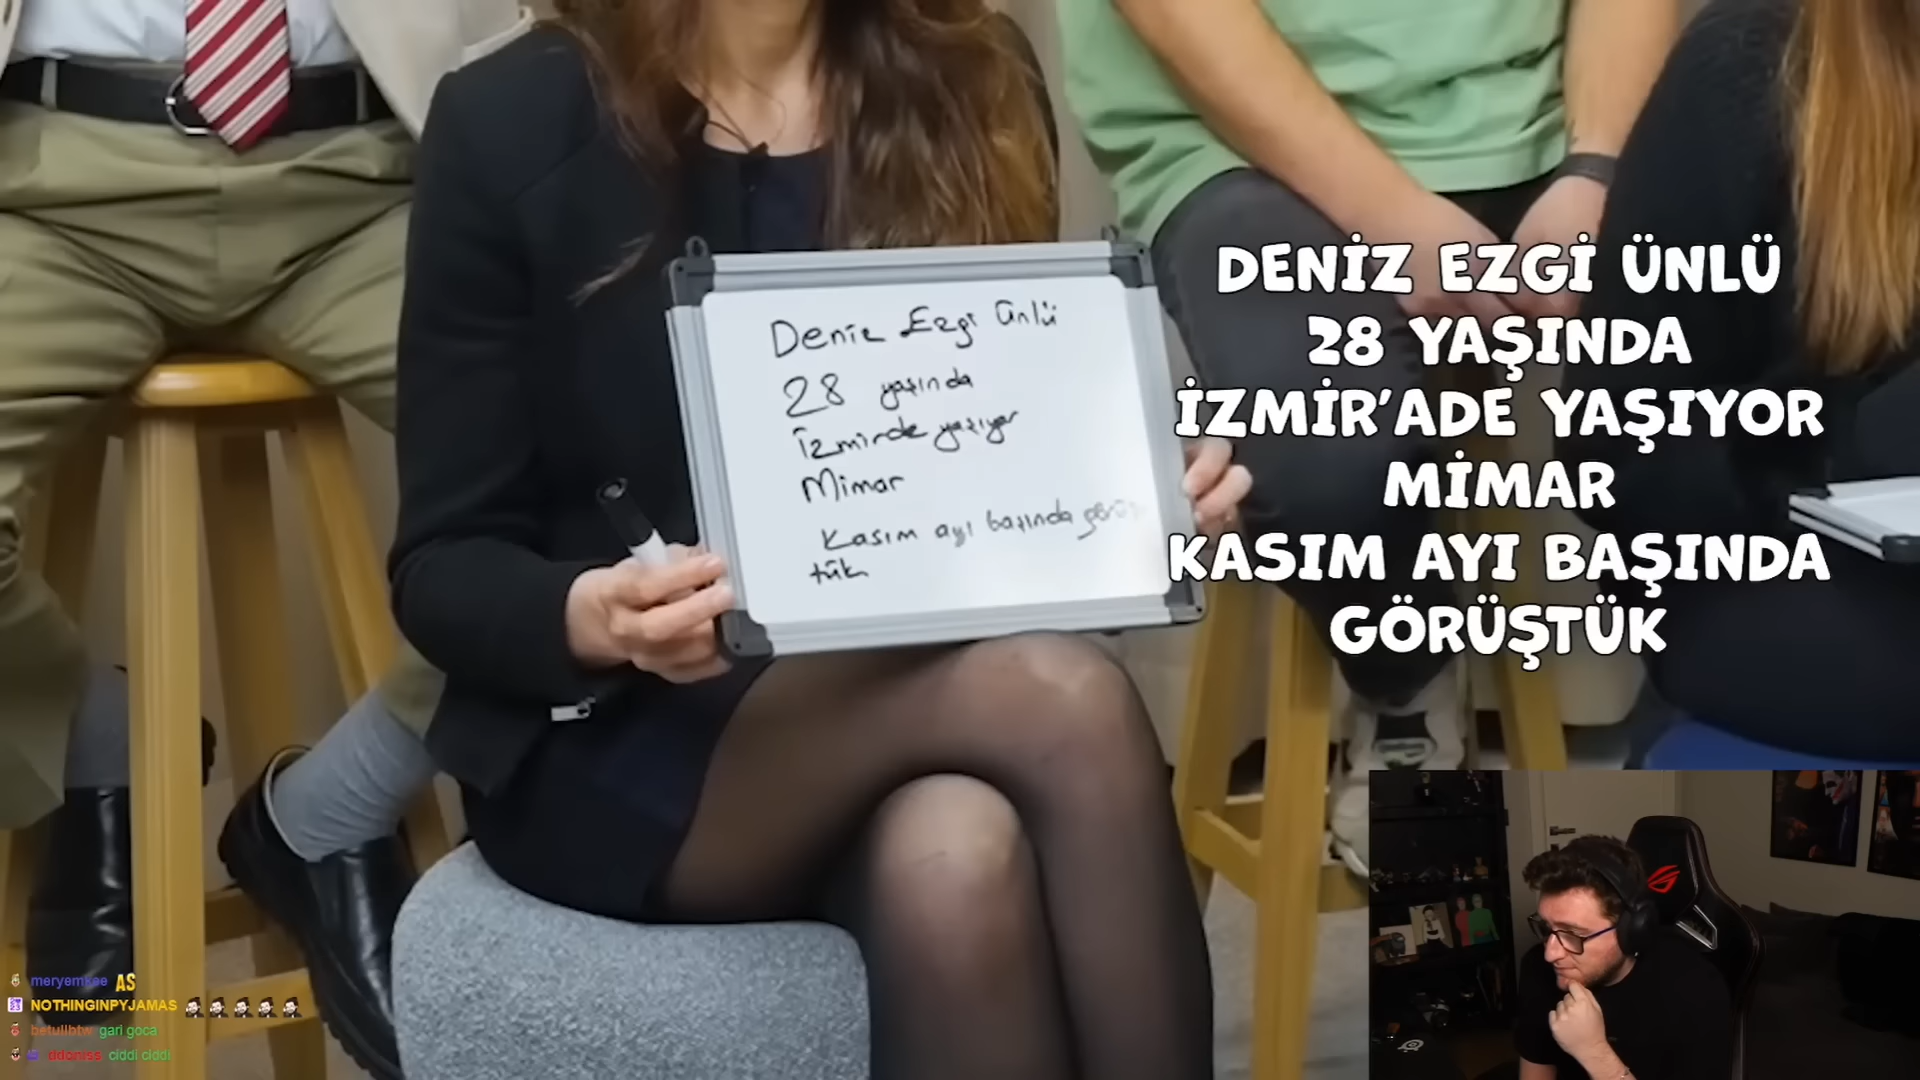 Deniz Ezgi Ünlü
28 yaşında
İzmirde yaşıyor
Mimar
Kasım ayı başında görüş
tük
DENİZ EZGİ ÜNLÜ
28 YAŞINDA
İZMİR'ADE YAŞIYOR
MİMAR
KASIM AYI BAŞINDA
GÖRÜŞTÜK
meryemkee AS
NOTHINGINPYJAMAS
betullbtw gari goca
ddoniss ciddi ciddi